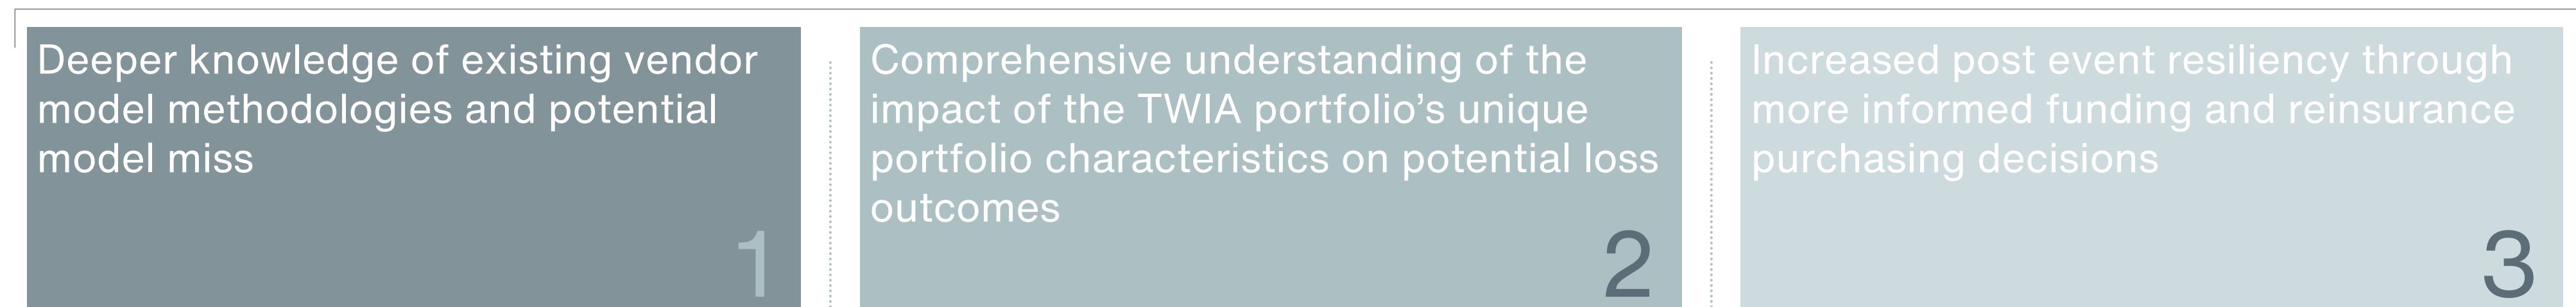 Deeper knowledge of existing vendor
model methodologies and potential
model miss
1
Comprehensive understanding of the
impact of the TWIA portfolio’s unique
portfolio characteristics on potential loss
outcomes
2
Increased post event resiliency through
more informed funding and reinsurance
purchasing decisions
3